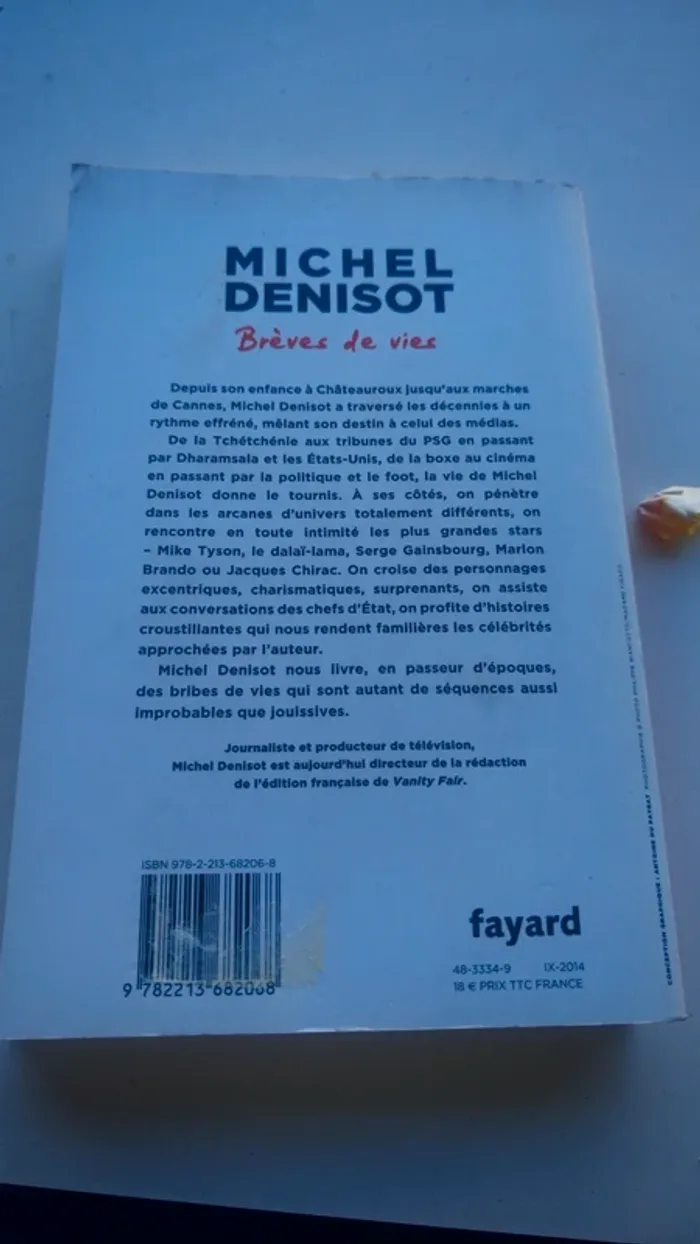 MICHEL
DENISOT
Brèves de vies
Depuis son enfance à Châteauroux jusqu'aux marches
de Cannes, Michel Denisot a traversé les décennies à un
rythme effréné, mêlant son destin à celui des médias.
De la Tchétchénie aux tribunes du PSG en passant
par Dharamsala et les États-Unis, de la boxe au cinéma
en passant par la politique et le foot, la vie de Michel
Denisot donne le tournis. À ses côtés, on pénètre
dans les arcanes d'univers totalement différents, on
rencontre en toute intimité les plus grandes stars
– Mike Tyson, le dalaï-lama, Serge Gainsbourg, Marlon
Brando ou Jacques Chirac. On croise des personnages
excentriques, charismatiques, surprenants, on assiste
aux conversations des chefs d'État, on profite d'histoires
croustillantes qui nous rendent familières les célébrités
approchées par l'auteur.
Michel Denisot nous livre, en passeur d'époques,
des bribes de vies qui sont autant de séquences aussi
improbables que jouissives.
Journaliste et producteur de télévision,
Michel Denisot est aujourd'hui directeur de la rédaction
de l'édition française de Vanity Fair.
ISBN 978-2-213-68206-8
9 782213 682068
fayard
48-3334-9 IX-2014
18 € PRIX TTC FRANCE
CONCEPTION GRAPHIQUE : ANTOINE DU PAYRAT